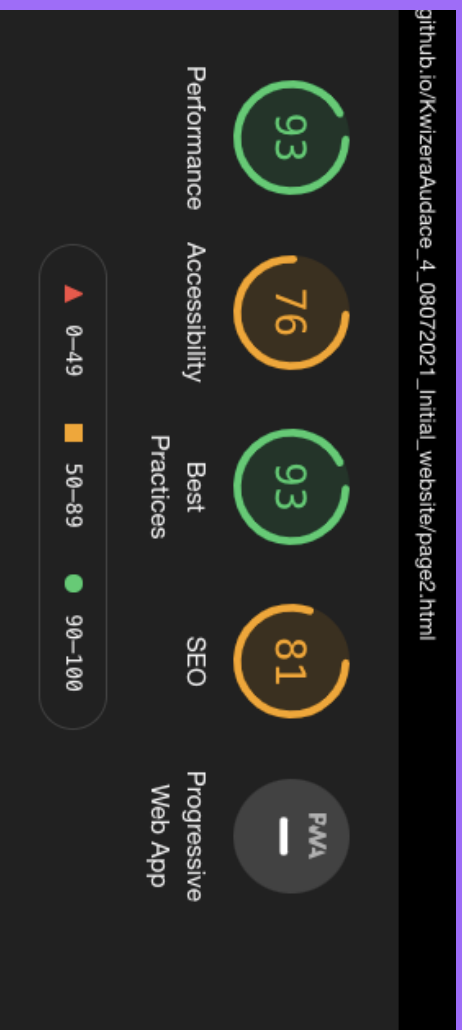 github.io/KwizeraAudace_4_08072021_Initial_website/page2.html
93
76
93
81
PWA
Performance
Accessibility
Best
Practices
SEO
Progressive
Web App
0–49
50–89
90–100